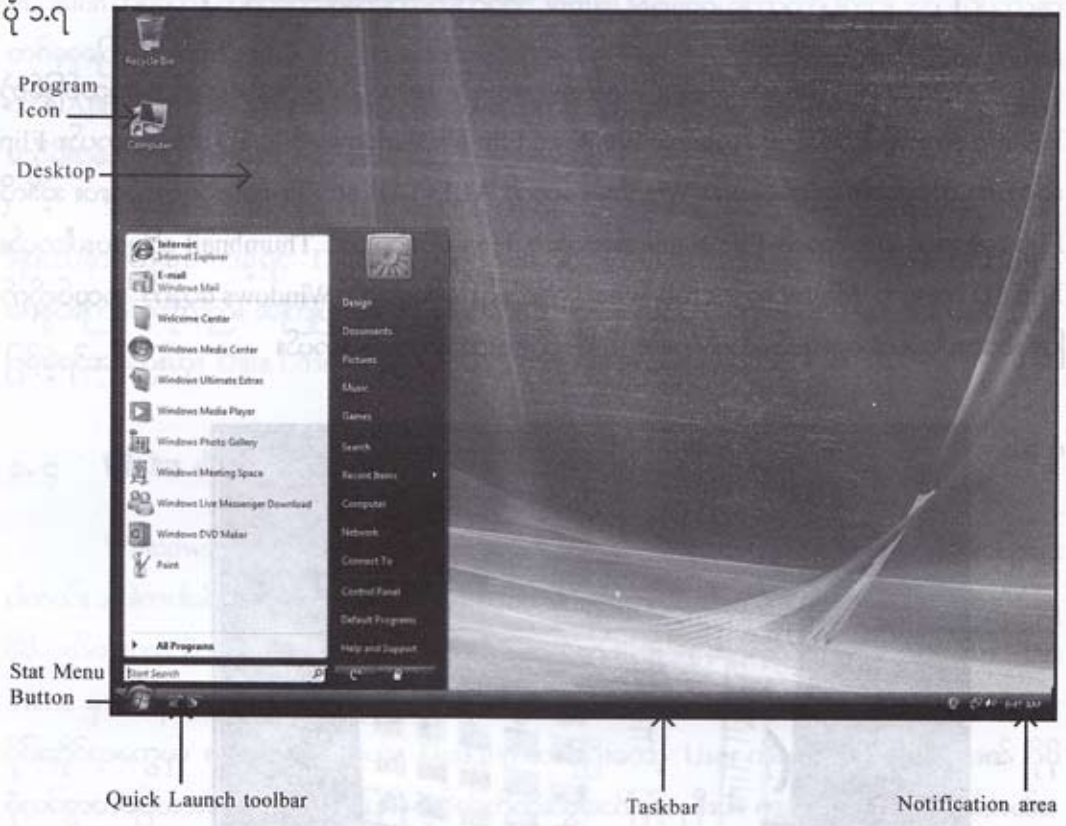 ပုံ ၁.၇
Recycle Bin
Program
Icon
Computer
Desktop
Internet
Internet Explorer
E-mail
Windows Mail
Welcome Center
Windows Media Center
Windows Ultimate Extras
Windows Media Player
Windows Photo Gallery
Windows Meeting Space
Windows Live Messenger Download
Windows DVD Maker
Paint
All Programs
Start Search
Design
Documents
Pictures
Music
Games
Search
Recent Items
Computer
Network
Connect To
Control Panel
Default Programs
Help and Support
Stat Menu
Button
Quick Launch toolbar
Taskbar
Notification area